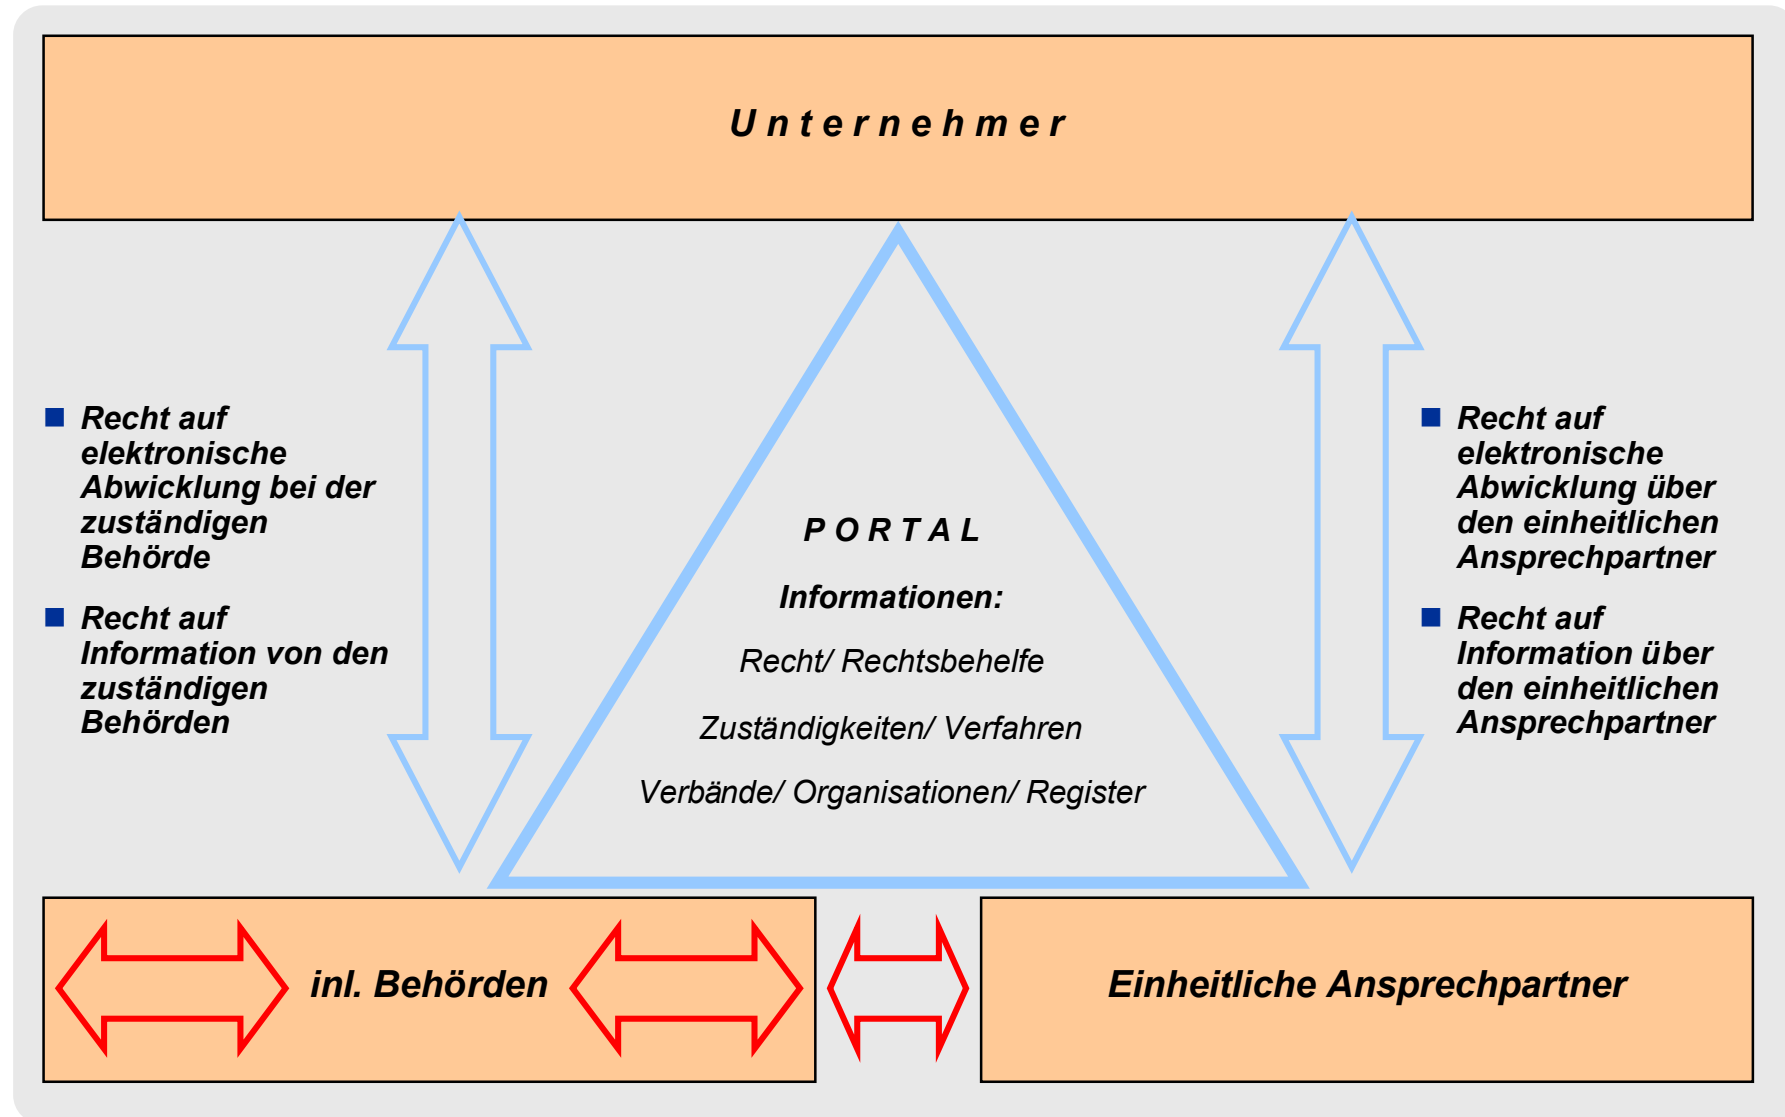 Unternehmer
Recht auf
elektronische
Abwicklung bei der
zuständigen
Behörde
Recht auf
Information von den
zuständigen
Behörden
PORTAL
Informationen:
Recht/ Rechtsbehelfe
Zuständigkeiten/ Verfahren
Verbände/ Organisationen/ Register
Recht auf
elektronische
Abwicklung über
den einheitlichen
Ansprechpartner
Recht auf
Information über
den einheitlichen
Ansprechpartner
inl. Behörden
Einheitliche Ansprechpartner